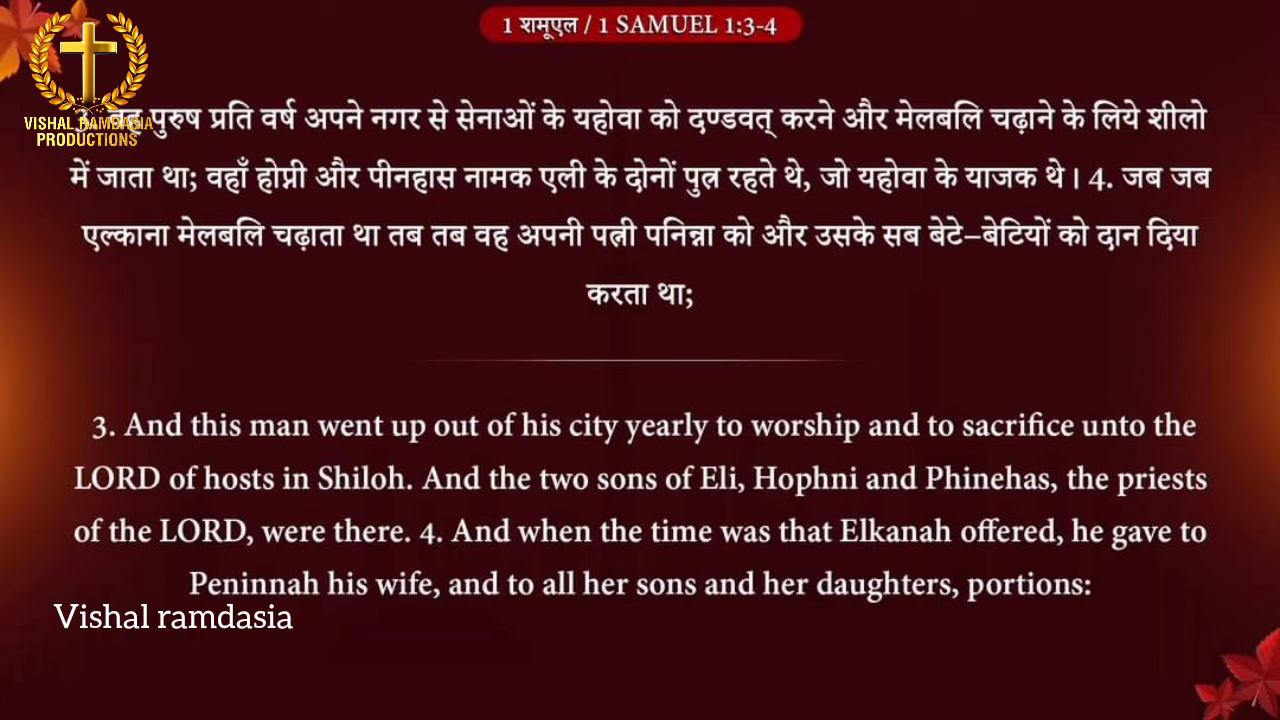 1 शमूएल / 1 SAMUEL 1:3-4
VISHAL RAMDASIA
PRODUCTIONS
पुरुष प्रति वर्ष अपने नगर से सेनाओं के यहोवा को दण्डवत् करने और मेलबलि चढ़ाने के लिये शीलो
में जाता था; वहाँ होप्नी और पीनहास नामक एली के दोनों पुत्र रहते थे, जो यहोवा के याजक थे। 4. जब जब
एल्काना मेलबलि चढ़ाता था तब तब वह अपनी पत्नी पनिन्ना को और उसके सब बेटे–बेटियों को दान दिया
करता था;
3. And this man went up out of his city yearly to worship and to sacrifice unto the
LORD of hosts in Shiloh. And the two sons of Eli, Hophni and Phinehas, the priests
of the LORD, were there. 4. And when the time was that Elkanah offered, he gave to
Peninnah his wife, and to all her sons and her daughters, portions:
Vishal ramdasia